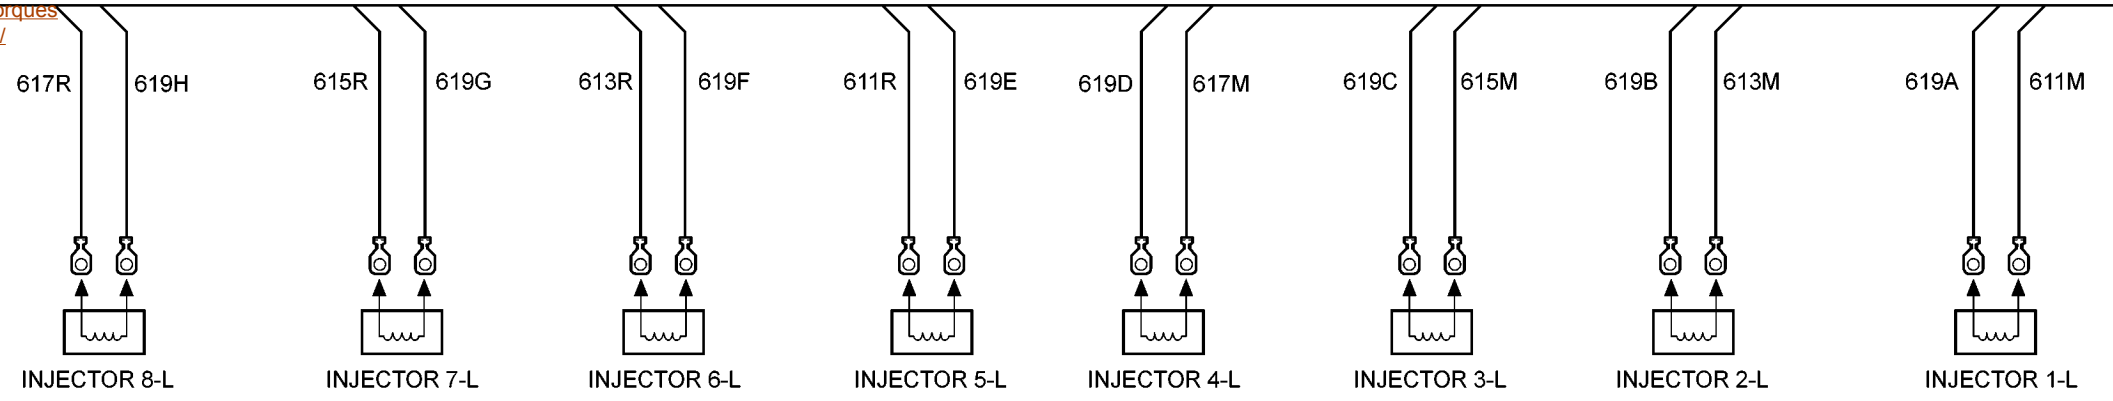 orques
/
617R 619H 615R 619G 613R 619F 611R 619E 619D 617M 619C 615M 619B 613M 619A 611M
INJECTOR 8-L INJECTOR 7-L INJECTOR 6-L INJECTOR 5-L INJECTOR 4-L INJECTOR 3-L INJECTOR 2-L INJECTOR 1-L